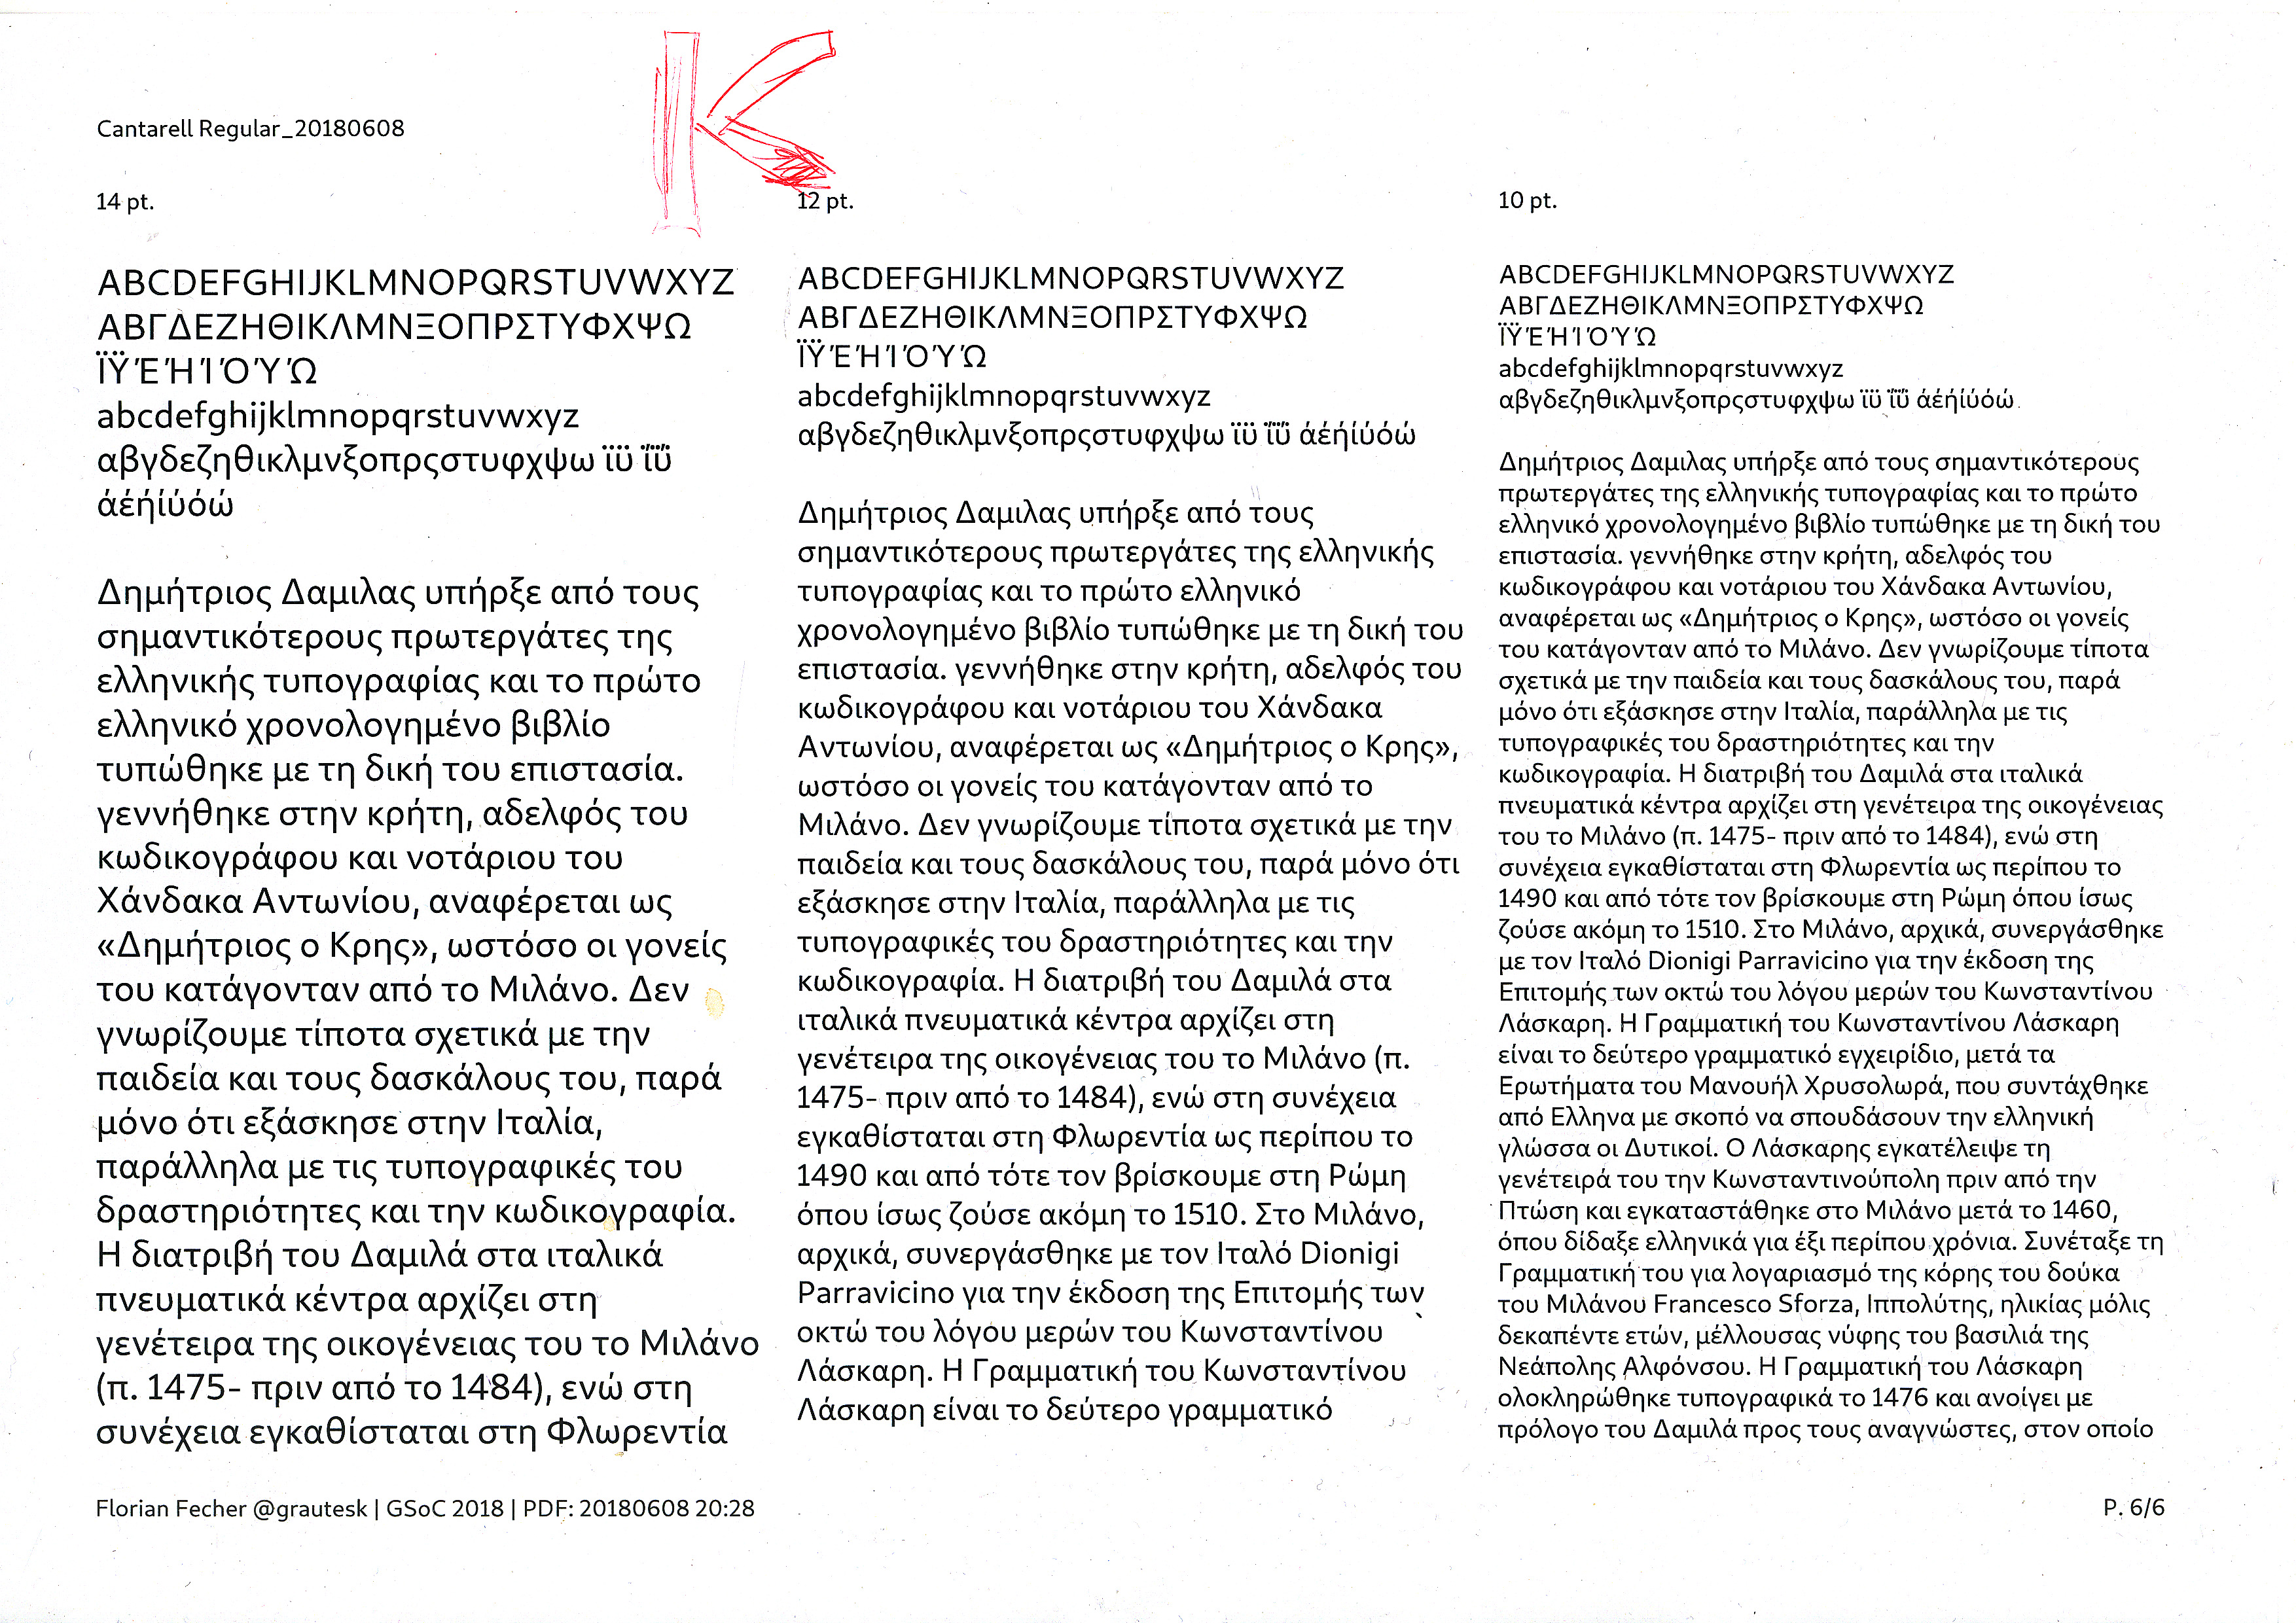 K
Cantarell Regular_20180608
14 pt.
ABCDEFGHIJKLMNOPQRSTUVWXYZ
ΑΒΓΔΕΖΗΘΙΚΛΜΝΞΟΠΡΣΤΥΦΧΨΩ
ΪΫΈΉΊΌΎΏ
abcdefghijklmnopqrstuvwxyz
αβγδεζηθικλμνξοπρςστυφχψω ϊϋ ΐΰ
άέήίύόώ
Δημήτριος Δαμιλας υπήρξε από τους
σημαντικότερους πρωτεργάτες της
ελληνικής τυπογραφίας και το πρώτο
ελληνικό χρονολογημένο βιβλίο
τυπώθηκε με τη δική του επιστασία.
γεννήθηκε στην κρήτη, αδελφός του
κωδικογράφου και νοτάριου του
Χάνδακα Αντωνίου, αναφέρεται ως
«Δημήτριος ο Κρης», ωστόσο οι γονείς
του κατάγονταν από το Μιλάνο. Δεν
γνωρίζουμε τίποτα σχετικά με την
παιδεία και τους δασκάλους του, παρά
μόνο ότι εξάσκησε στην Ιταλία,
παράλληλα με τις τυπογραφικές του
δραστηριότητες και την κωδικογραφία.
Η διατριβή του Δαμιλά στα ιταλικά
πνευματικά κέντρα αρχίζει στη
γενέτειρα της οικογένειας του το Μιλάνο
(π. 1475- πριν από το 1484), ενώ στη
συνέχεια εγκαθίσταται στη Φλωρεντία
12 pt.
ABCDEFGHIJKLMNOPQRSTUVWXYZ
ΑΒΓΔΕΖΗΘΙΚΛΜΝΞΟΠΡΣΤΥΦΧΨΩ
ΪΫΈΉΊΌΎΏ
abcdefghijklmnopqrstuvwxyz
αβγδεζηθικλμνξοπρςστυφχψω ϊϋ ΐΰ άέήίύόώ
Δημήτριος Δαμιλας υπήρξε από τους
σημαντικότερους πρωτεργάτες της ελληνικής
τυπογραφίας και το πρώτο ελληνικό
χρονολογημένο βιβλίο τυπώθηκε με τη δική του
επιστασία. γεννήθηκε στην κρήτη, αδελφός του
κωδικογράφου και νοτάριου του Χάνδακα
Αντωνίου, αναφέρεται ως «Δημήτριος ο Κρης»,
ωστόσο οι γονείς του κατάγονταν από το
Μιλάνο. Δεν γνωρίζουμε τίποτα σχετικά με την
παιδεία και τους δασκάλους του, παρά μόνο ότι
εξάσκησε στην Ιταλία, παράλληλα με τις
τυπογραφικές του δραστηριότητες και την
κωδικογραφία. Η διατριβή του Δαμιλά στα
ιταλικά πνευματικά κέντρα αρχίζει στη
γενέτειρα της οικογένειας του το Μιλάνο (π.
1475- πριν από το 1484), ενώ στη συνέχεια
εγκαθίσταται στη Φλωρεντία ως περίπου το
1490 και από τότε τον βρίσκουμε στη Ρώμη
όπου ίσως ζούσε ακόμη το 1510. Στο Μιλάνο,
αρχικά, συνεργάσθηκε με τον Ιταλό Dionigi
Parravicino για την έκδοση της Επιτομής των
οκτώ του λόγου μερών του Κωνσταντίνου
Λάσκαρη. Η Γραμματική του Κωνσταντίνου
Λάσκαρη είναι το δεύτερο γραμματικό
10 pt.
ABCDEFGHIJKLMNOPQRSTUVWXYZ
ΑΒΓΔΕΖΗΘΙΚΛΜΝΞΟΠΡΣΤΥΦΧΨΩ
ΪΫΈΉΊΌΎΏ
abcdefghijklmnopqrstuvwxyz
αβγδεζηθικλμνξοπρςστυφχψω ϊϋ ΐΰ άέήίύόώ
Δημήτριος Δαμιλας υπήρξε από τους σημαντικότερους
πρωτεργάτες της ελληνικής τυπογραφίας και το πρώτο
ελληνικό χρονολογημένο βιβλίο τυπώθηκε με τη δική του
επιστασία. γεννήθηκε στην κρήτη, αδελφός του
κωδικογράφου και νοτάριου του Χάνδακα Αντωνίου,
αναφέρεται ως «Δημήτριος ο Κρης», ωστόσο οι γονείς
του κατάγονταν από το Μιλάνο. Δεν γνωρίζουμε τίποτα
σχετικά με την παιδεία και τους δασκάλους του, παρά
μόνο ότι εξάσκησε στην Ιταλία, παράλληλα με τις
τυπογραφικές του δραστηριότητες και την
κωδικογραφία. Η διατριβή του Δαμιλά στα ιταλικά
πνευματικά κέντρα αρχίζει στη γενέτειρα της οικογένειας
του το Μιλάνο (π. 1475- πριν από το 1484), ενώ στη
συνέχεια εγκαθίσταται στη Φλωρεντία ως περίπου το
1490 και από τότε τον βρίσκουμε στη Ρώμη όπου ίσως
ζούσε ακόμη το 1510. Στο Μιλάνο, αρχικά, συνεργάσθηκε
με τον Ιταλό Dionigi Parravicino για την έκδοση της
Επιτομής των οκτώ του λόγου μερών του Κωνσταντίνου
Λάσκαρη. Η Γραμματική του Κωνσταντίνου Λάσκαρη
είναι το δεύτερο γραμματικό εγχειρίδιο, μετά τα
Ερωτήματα του Μανουήλ Χρυσολωρά, που συντάχθηκε
από Ελληνα με σκοπό να σπουδάσουν την ελληνική
γλώσσα οι Δυτικοί. Ο Λάσκαρης εγκατέλειψε τη
γενέτειρά του την Κωνσταντινούπολη πριν από την
Πτώση και εγκαταστάθηκε στο Μιλάνο μετά το 1460,
όπου δίδαξε ελληνικά για έξι περίπου χρόνια. Συνέταξε τη
Γραμματική του για λογαριασμό της κόρης του δούκα
του Μιλάνου Francesco Sforza, Ιππολύτης, ηλικίας μόλις
δεκαπέντε ετών, μέλλουσας νύφης του βασιλιά της
Νεάπολης Αλφόνσου. Η Γραμματική του Λάσκαρη
ολοκληρώθηκε τυπογραφικά το 1476 και ανοίγει με
πρόλογο του Δαμιλά προς τους αναγνώστες, στον οποίο
Florian Fecher @grautesk | GSoC 2018 | PDF: 20180608 20:28
P. 6/6